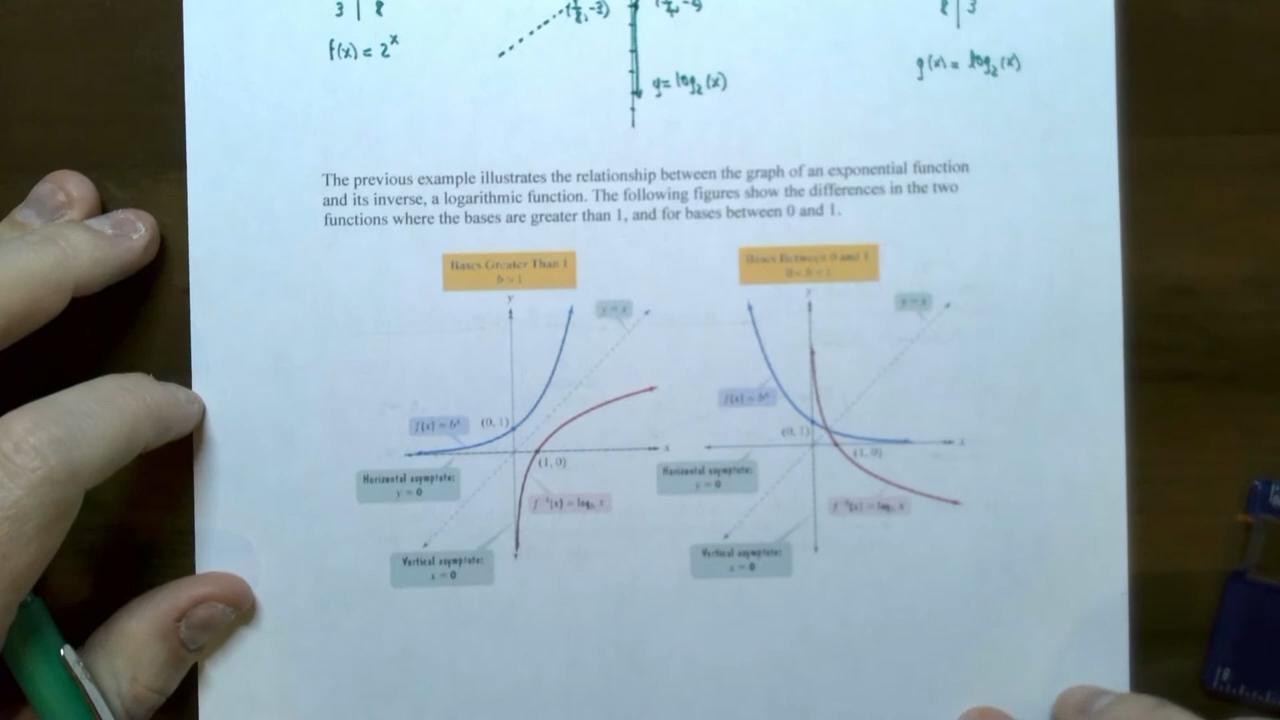 3 | 8
f(x) = 2^x
y = log₂(x)
8 | 3
g(x) = log₂(x)
The previous example illustrates the relationship between the graph of an exponential function
and its inverse, a logarithmic function. The following figures show the differences in the two
functions where the bases are greater than 1, and for bases between 0 and 1.
Bases Greater Than 1
b > 1
y
y = x
f(x) = b^x
(0, 1)
x
(1, 0)
Horizontal asymptote:
y = 0
f⁻¹(x) = log_b x
Vertical asymptote:
x = 0
Bases Between 0 and 1
0 < b < 1
y
y = x
f(x) = b^x
(0, 1)
x
(1, 0)
Horizontal asymptote:
y = 0
f⁻¹(x) = log_b x
Vertical asymptote:
x = 0